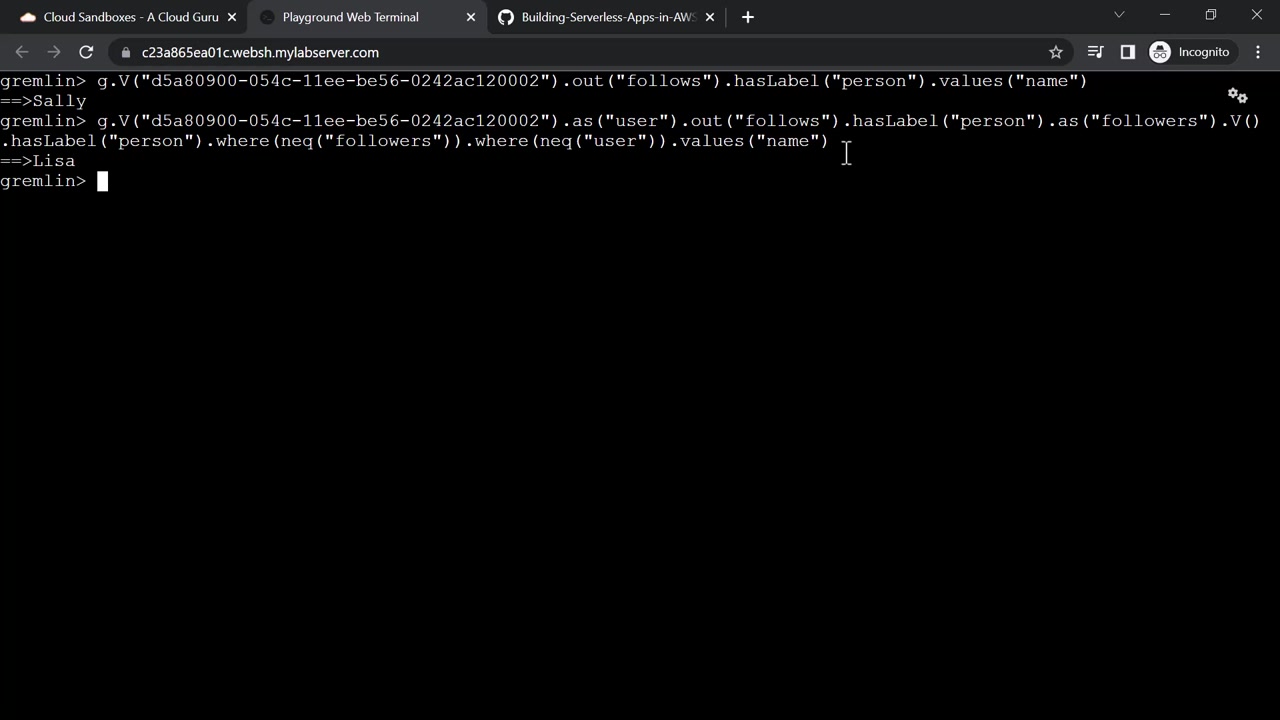 Cloud Sandboxes - A Cloud Guru
Playground Web Terminal
Building-Serverless-Apps-in-AWS
c23a865ea01c.websh.mylabserver.com
Incognito
gremlin> g.V("d5a80900-054c-11ee-be56-0242ac120002").out("follows").hasLabel("person").values("name")
==>Sally
gremlin> g.V("d5a80900-054c-11ee-be56-0242ac120002").as("user").out("follows").hasLabel("person").as("followers").V()
.hasLabel("person").where(neq("followers")).where(neq("user")).values("name")
==>Lisa
gremlin>